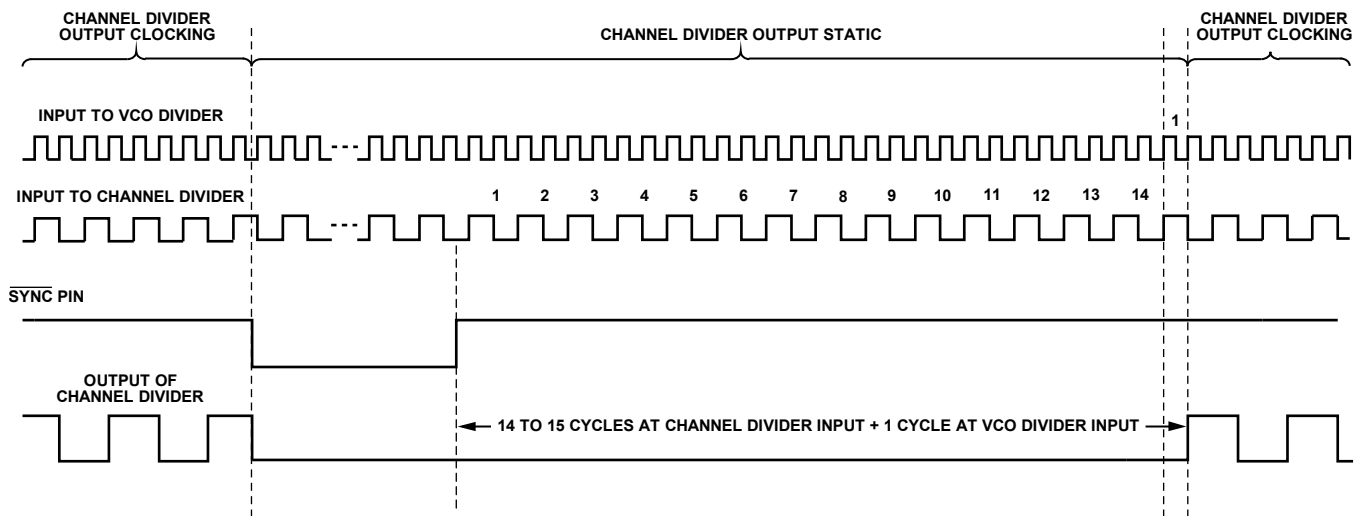 CHANNEL DIVIDER
OUTPUT CLOCKING
CHANNEL DIVIDER OUTPUT STATIC
CHANNEL DIVIDER
OUTPUT CLOCKING
INPUT TO VCO DIVIDER
1
INPUT TO CHANNEL DIVIDER
1 2 3 4 5 6 7 8 9 10 11 12 13 14
SYNC PIN
OUTPUT OF
CHANNEL DIVIDER
14 TO 15 CYCLES AT CHANNEL DIVIDER INPUT + 1 CYCLE AT VCO DIVIDER INPUT